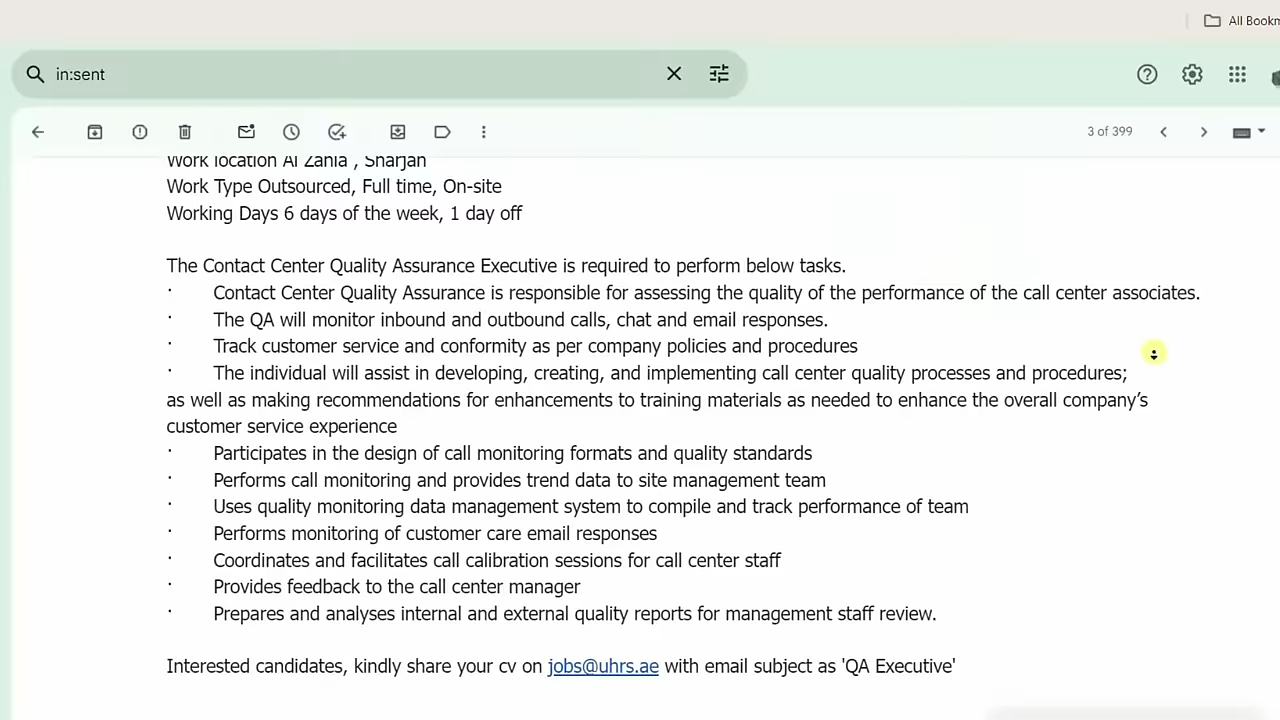 All Bookm
in:sent
3 of 399
Work location Al Zahia , Sharjah
Work Type Outsourced, Full time, On-site
Working Days 6 days of the week, 1 day off
The Contact Center Quality Assurance Executive is required to perform below tasks.
· Contact Center Quality Assurance is responsible for assessing the quality of the performance of the call center associates.
· The QA will monitor inbound and outbound calls, chat and email responses.
· Track customer service and conformity as per company policies and procedures
· The individual will assist in developing, creating, and implementing call center quality processes and procedures;
as well as making recommendations for enhancements to training materials as needed to enhance the overall company’s
customer service experience
· Participates in the design of call monitoring formats and quality standards
· Performs call monitoring and provides trend data to site management team
· Uses quality monitoring data management system to compile and track performance of team
· Performs monitoring of customer care email responses
· Coordinates and facilitates call calibration sessions for call center staff
· Provides feedback to the call center manager
· Prepares and analyses internal and external quality reports for management staff review.
Interested candidates, kindly share your cv on jobs@uhrs.ae with email subject as 'QA Executive'